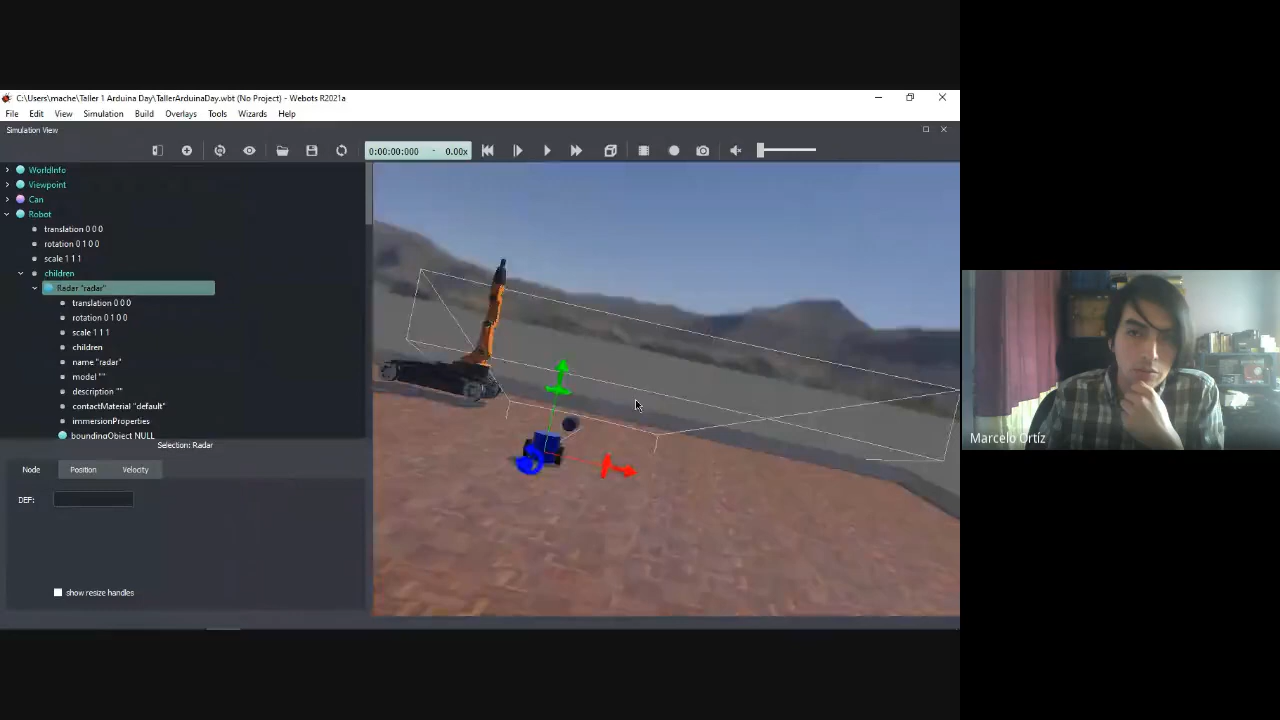 C:\Users\mache\Taller 1 Arduina Day\TallerArduinaDay.wbt (No Project) - Webots R2021a
File Edit View Simulation Build Overlays Tools Wizards Help
Simulation View
0:00:00:000 - 0.00x
WorldInfo
Viewpoint
Can
Robot
translation 0 0 0
rotation 0 1 0 0
scale 1 1 1
children
Radar "radar"
translation 0 0 0
rotation 0 1 0 0
scale 1 1 1
children
name "radar"
model ""
description ""
contactMaterial "default"
immersionProperties
boundingObject NULL
Selection: Radar
Node Position Velocity
DEF:
show resize handles
Marcelo Ortíz